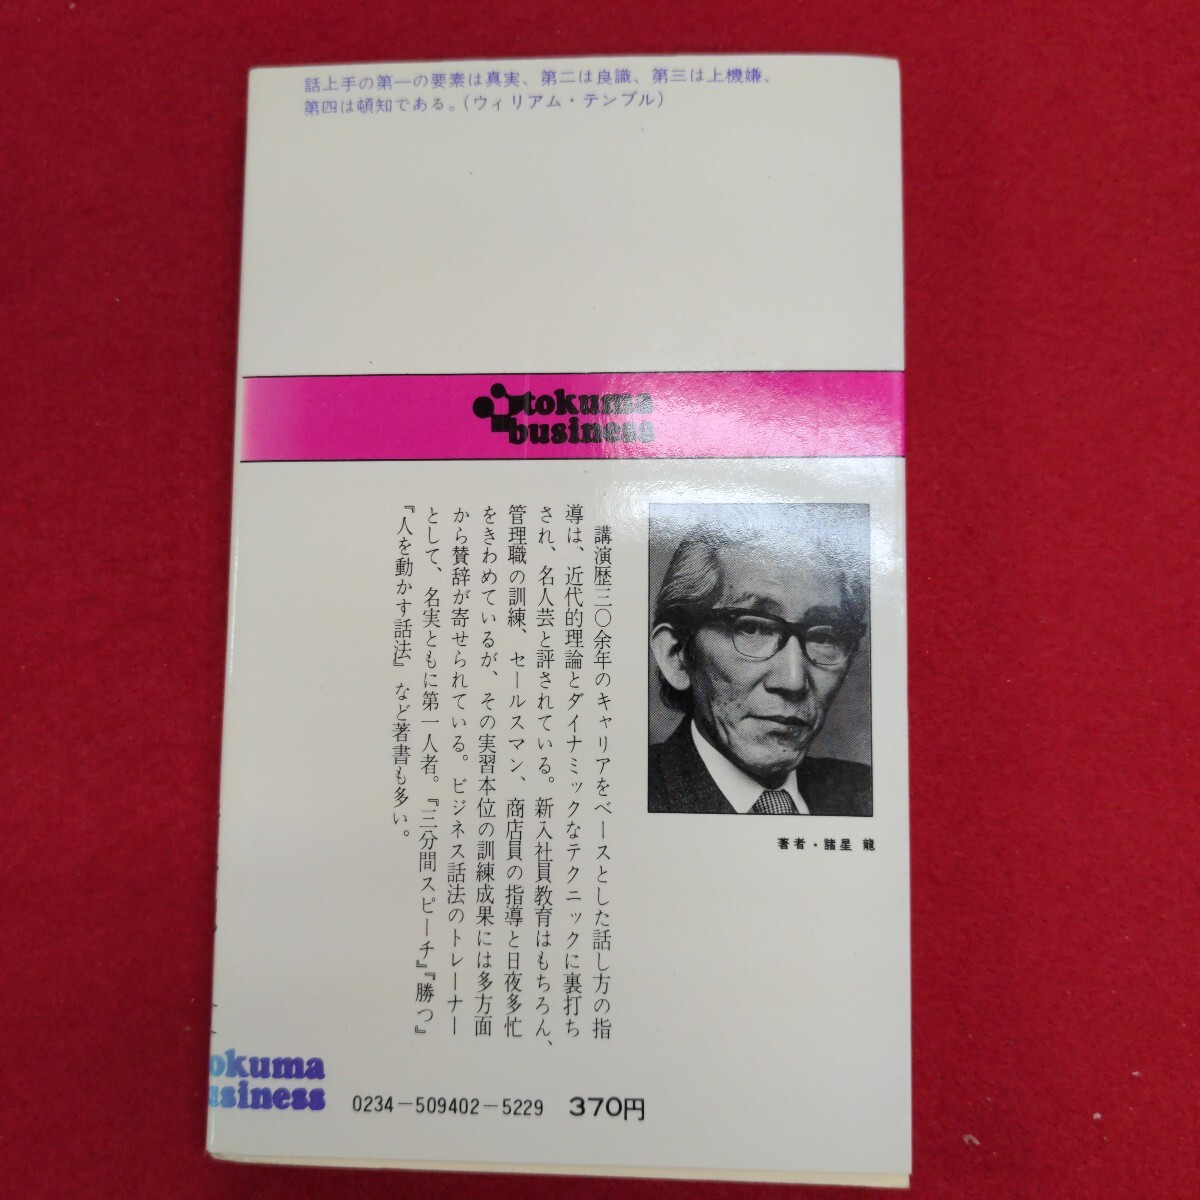 話上手の第一の要素は真実、第二は良識、第三は上機嫌、
第四は頓知である。(ウィリアム・テンプル)
tokuma
business
著者・諸星 龍
講演歴三〇余年のキャリアをベースとした話し方の指
導は、近代的理論とダイナミックなテクニックに裏打ち
され、名人芸と評されている。新入社員教育はもちろん、
管理職の訓練、セールスマン、商店員の指導と日夜多忙
をきわめているが、その実習本位の訓練成果には多方面
から賛辞が寄せられている。ビジネス話法のトレーナー
として、名実ともに第一人者。『三分間スピーチ』『勝つ』
『人を動かす話法』など著書も多い。
okuma
usiness
0234－509402－5229 370円